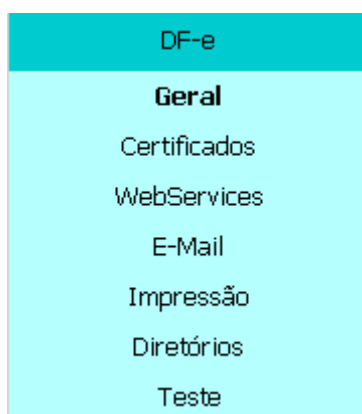 DF-e
Geral
Certificados
WebServices
E-Mail
Impressão
Diretórios
Teste